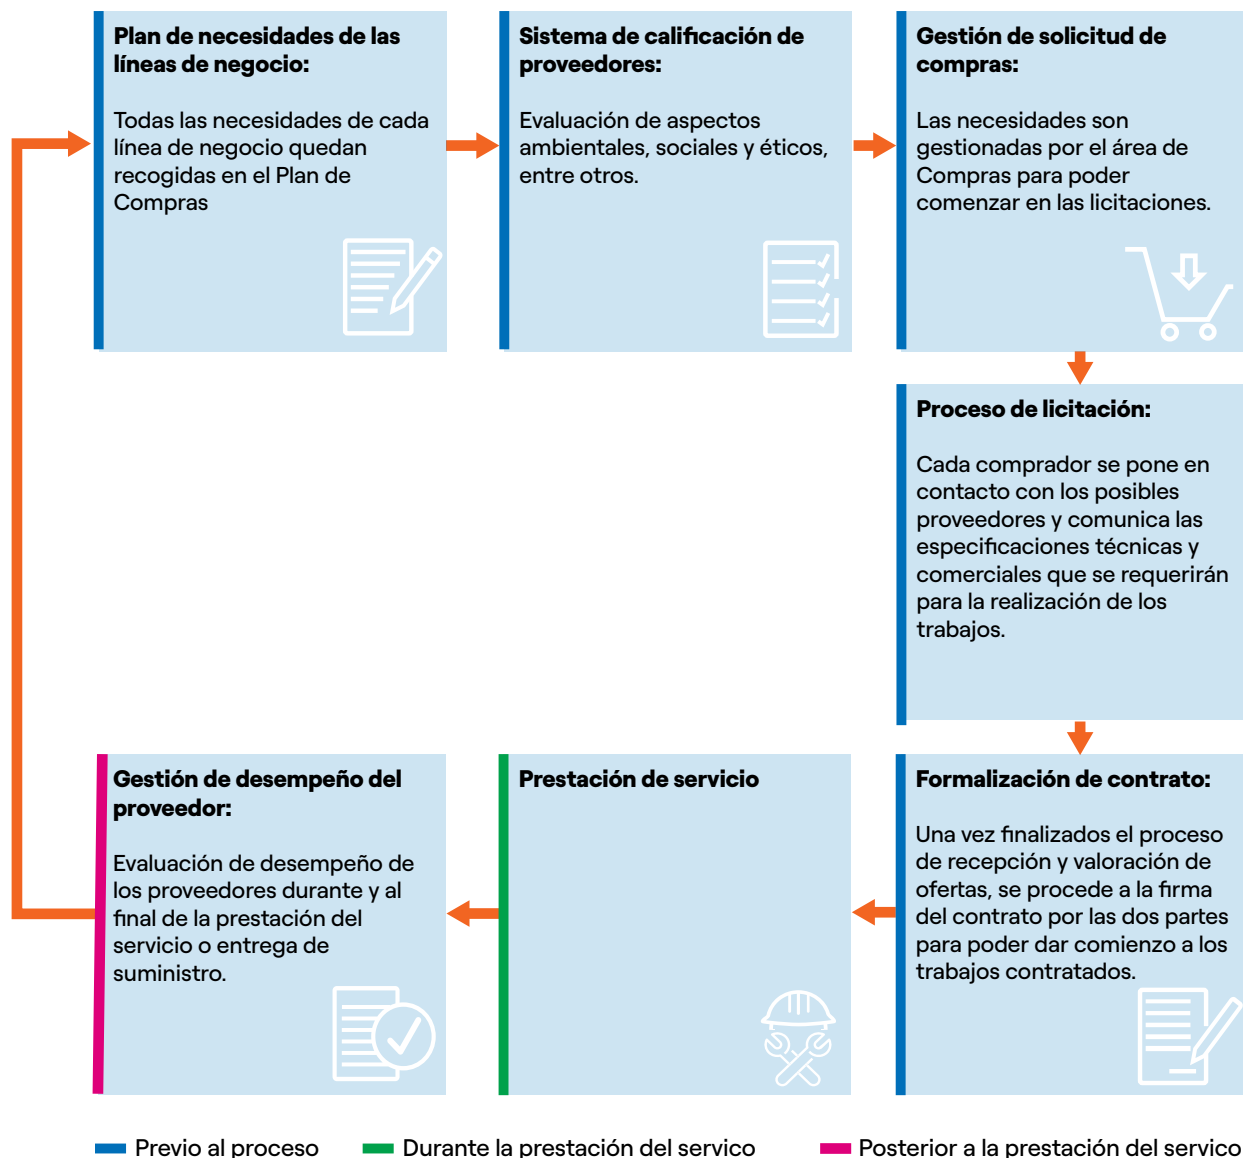 Plan de necesidades de las
líneas de negocio:
Todas las necesidades de cada
línea de negocio quedan
recogidas en el Plan de
Compras
Sistema de calificación de
proveedores:
Evaluación de aspectos
ambientales, sociales y éticos,
entre otros.
Gestión de solicitud de
compras:
Las necesidades son
gestionadas por el área de
Compras para poder
comenzar en las licitaciones.
Proceso de licitación:
Cada comprador se pone en
contacto con los posibles
proveedores y comunica las
especificaciones técnicas y
comerciales que se requerirán
para la realización de los
trabajos.
Formalización de contrato:
Una vez finalizados el proceso
de recepción y valoración de
ofertas, se procede a la firma
del contrato por las dos partes
para poder dar comienzo a los
trabajos contratados.
Prestación de servicio
Gestión de desempeño del
proveedor:
Evaluación de desempeño de
los proveedores durante y al
final de la prestación del
servicio o entrega de
suministro.
Previo al proceso
Durante la prestación del servico
Posterior a la prestación del servico